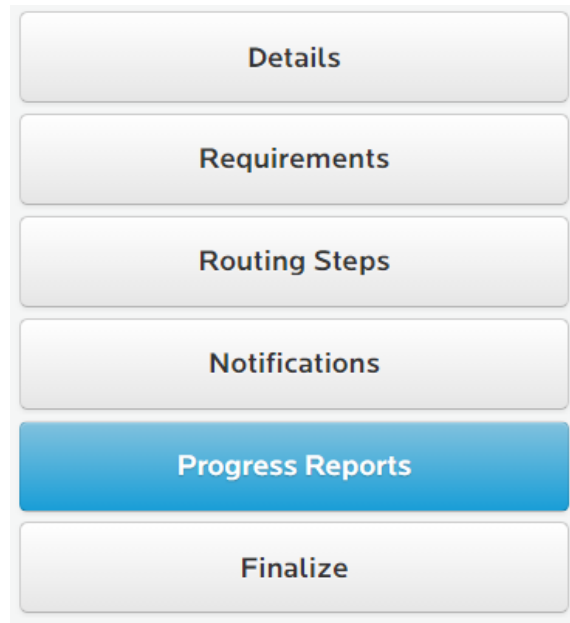 Details
Requirements
Routing Steps
Notifications
Progress Reports
Finalize